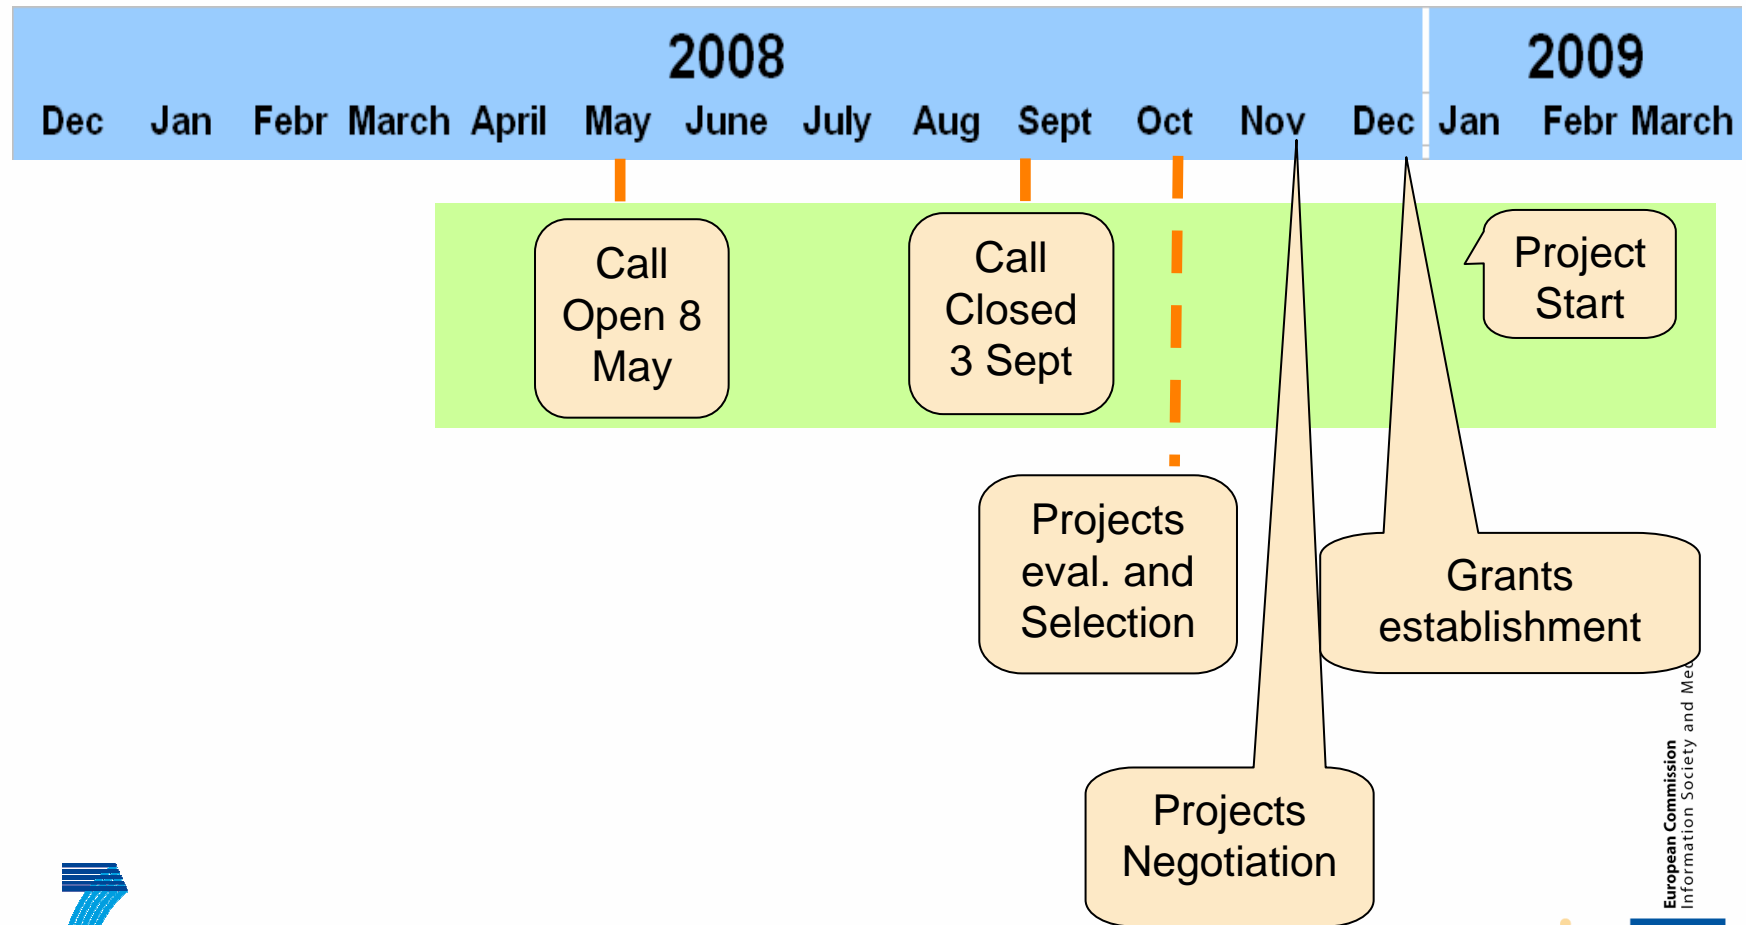 2008 2009
Dec Jan Febr March April May June July Aug Sept Oct Nov Dec Jan Febr March
Call
Open 8
May
Call
Closed
3 Sept
Project
Start
Projects
eval. and
Selection
Grants
establishment
Projects
Negotiation
European Commission
Information Society and